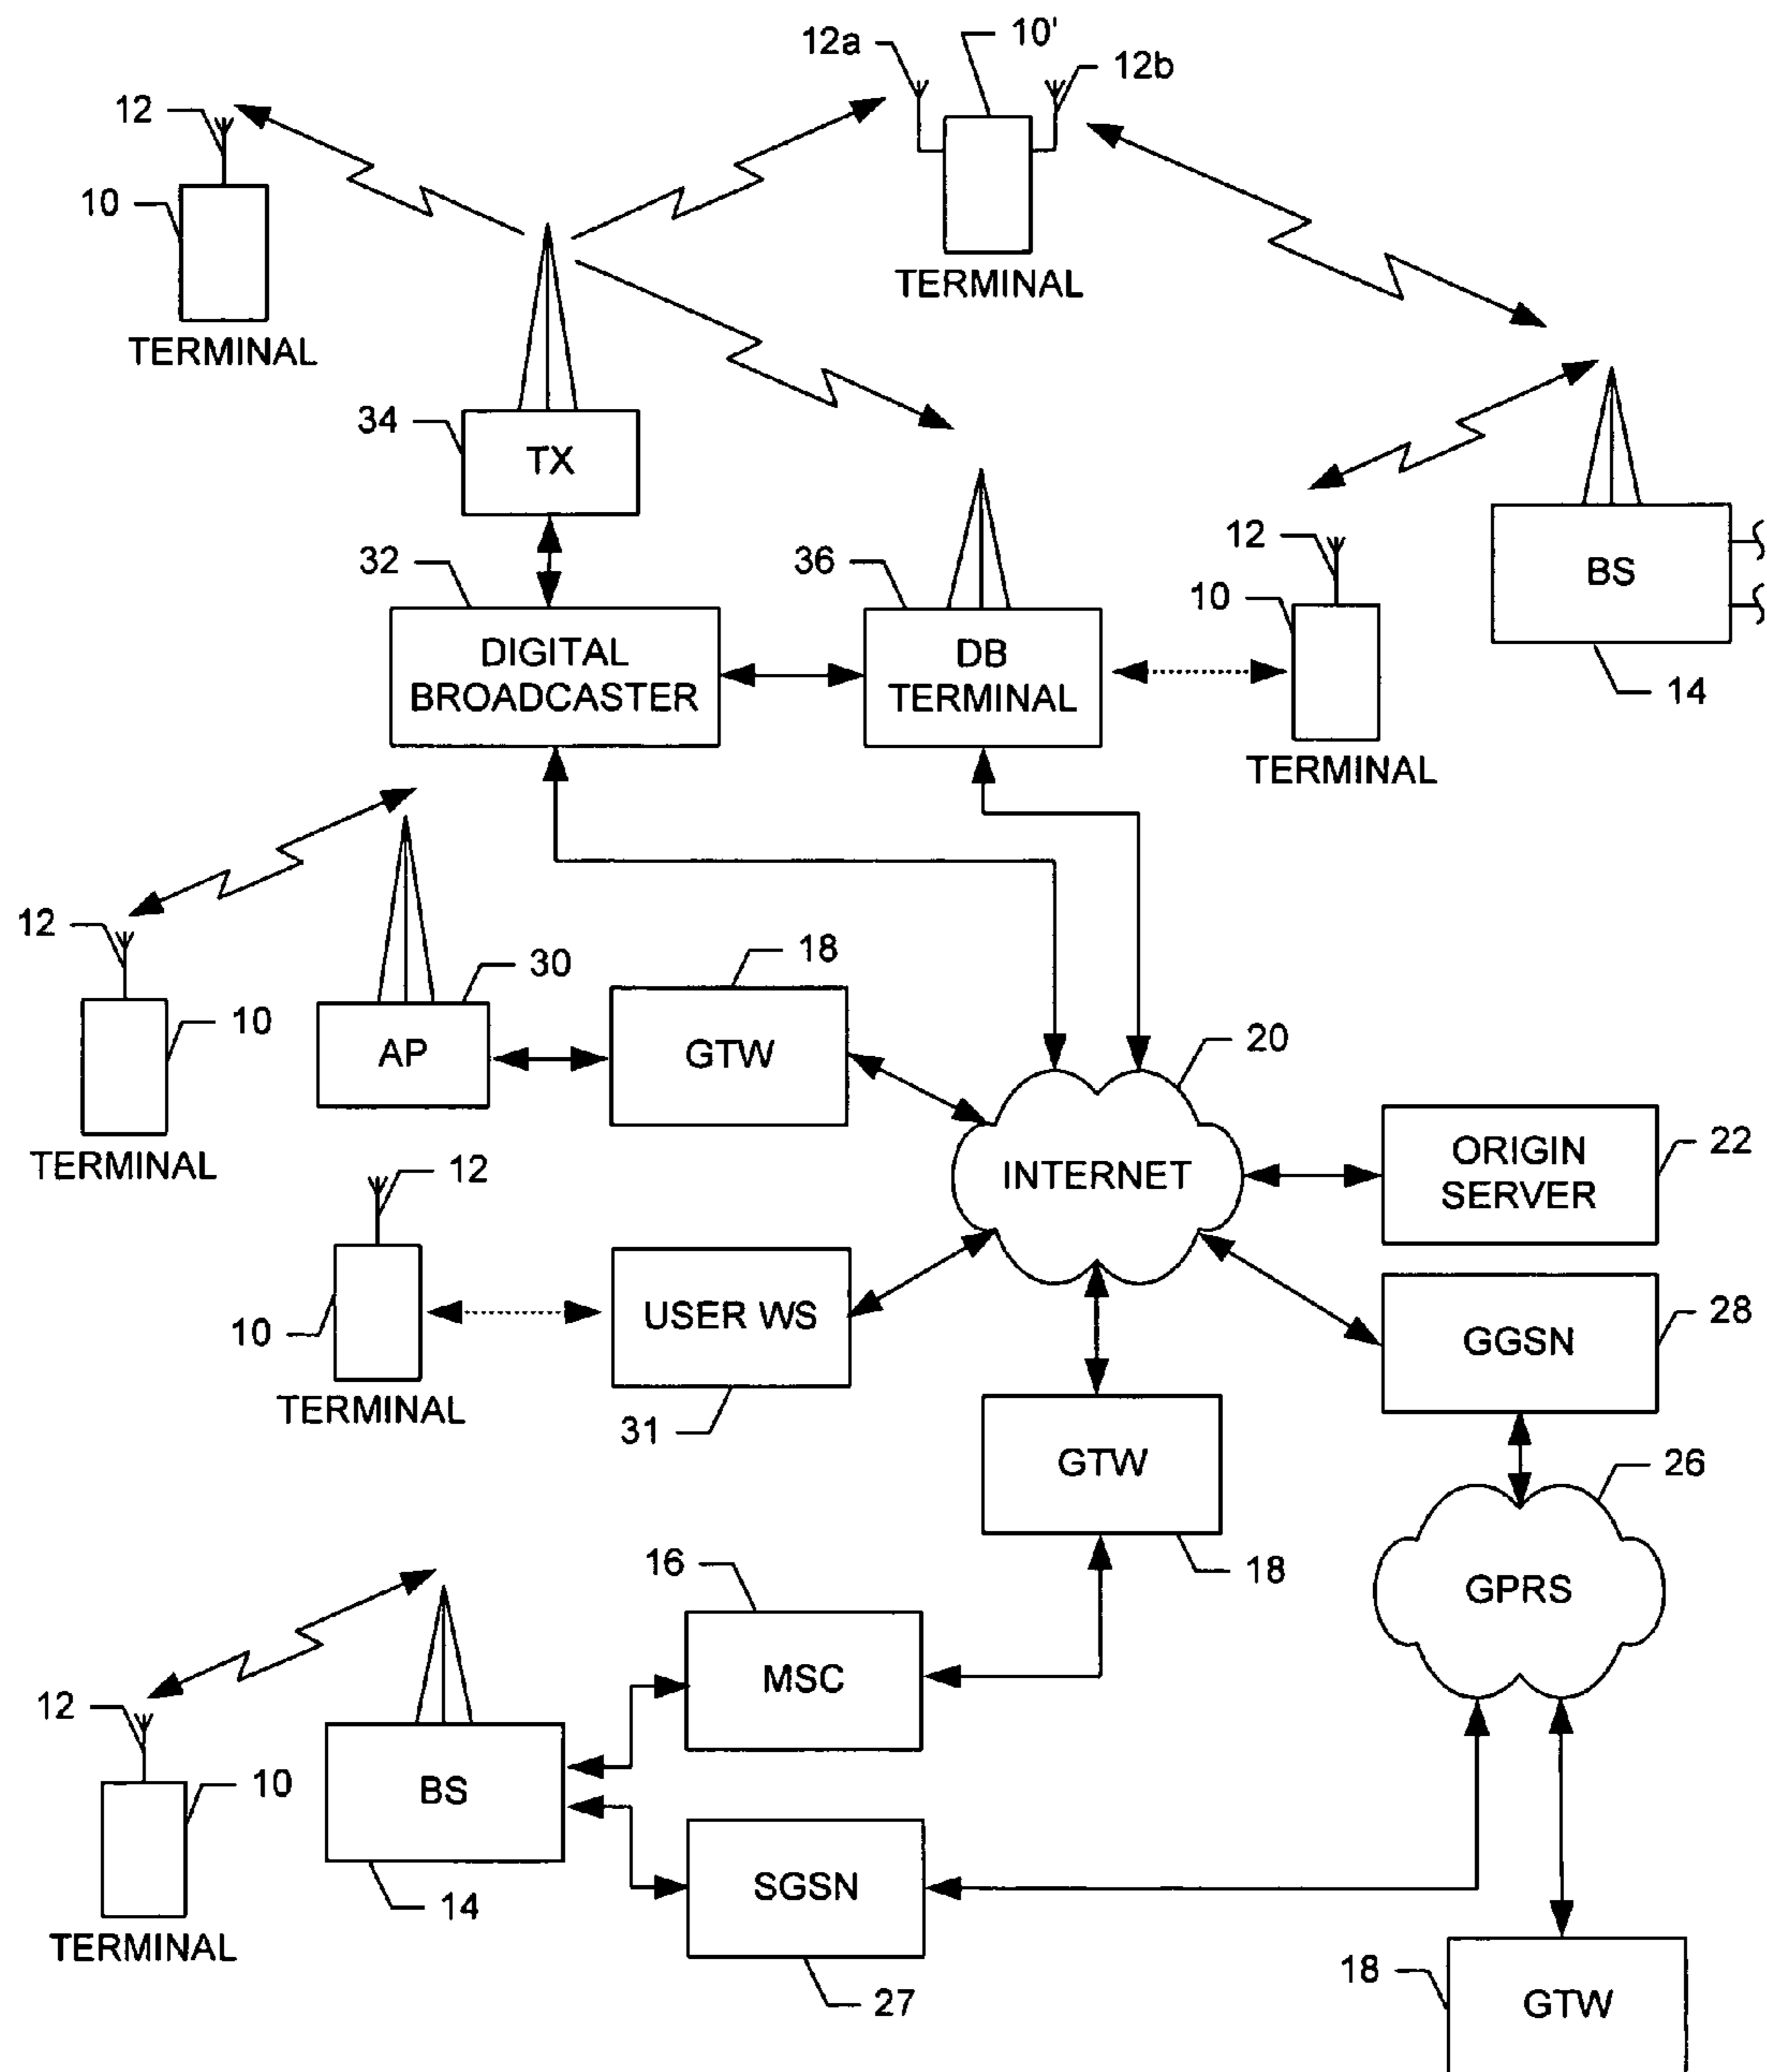 12a
10'
12b
12
10
TERMINAL
TERMINAL
34
TX
32
36
12
BS
10
DIGITAL
BROADCASTER
DB
TERMINAL
14
TERMINAL
12
30
18
10
AP
GTW
20
TERMINAL
INTERNET
ORIGIN
SERVER
22
12
10
USER WS
GGSN
28
TERMINAL
31
GTW
26
16
18
GPRS
MSC
12
10
BS
SGSN
14
TERMINAL
27
18
GTW